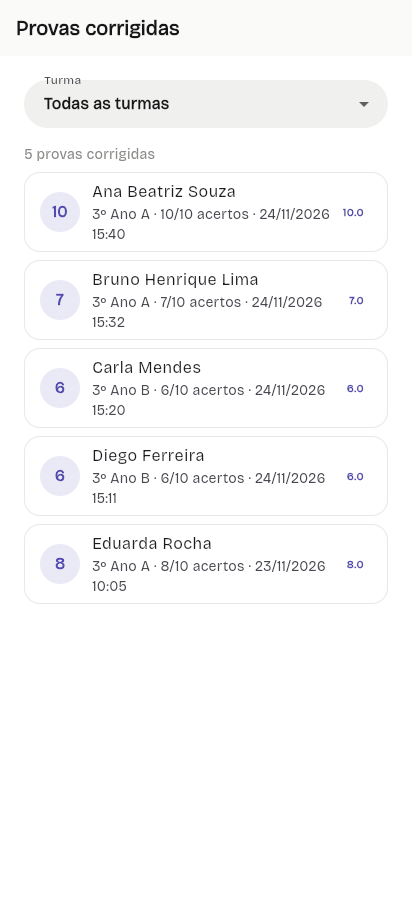 Provas corrigidas
Turma
Todas as turmas
5 provas corrigidas
10
Ana Beatriz Souza
3º Ano A · 10/10 acertos · 24/11/2026
15:40
10.0
7
Bruno Henrique Lima
3º Ano A · 7/10 acertos · 24/11/2026
15:32
7.0
6
Carla Mendes
3º Ano B · 6/10 acertos · 24/11/2026
15:20
6.0
6
Diego Ferreira
3º Ano B · 6/10 acertos · 24/11/2026
15:11
6.0
8
Eduarda Rocha
3º Ano A · 8/10 acertos · 23/11/2026
10:05
8.0